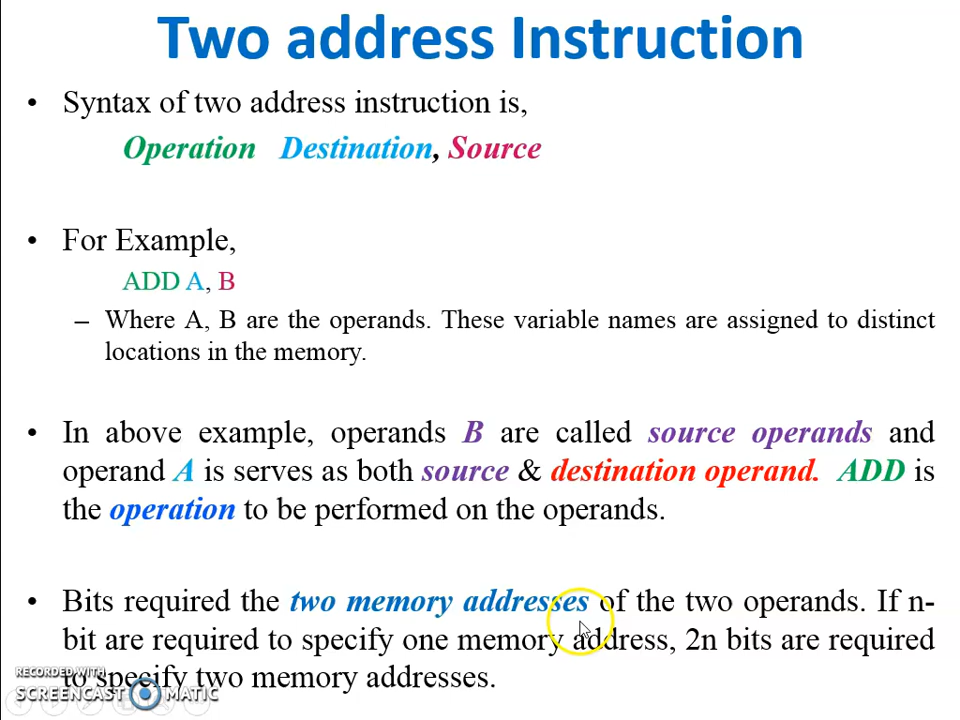 Two address Instruction
• Syntax of two address instruction is,
Operation Destination, Source
• For Example,
ADD A, B
– Where A, B are the operands. These variable names are assigned to distinct
locations in the memory.
• In above example, operands B are called source operands and
operand A is serves as both source & destination operand. ADD is
the operation to be performed on the operands.
• Bits required the two memory addresses of the two operands. If n-
bit are required to specify one memory address, 2n bits are required
to specify two memory addresses.
RECORDED WITH
SCREENCAST MATIC